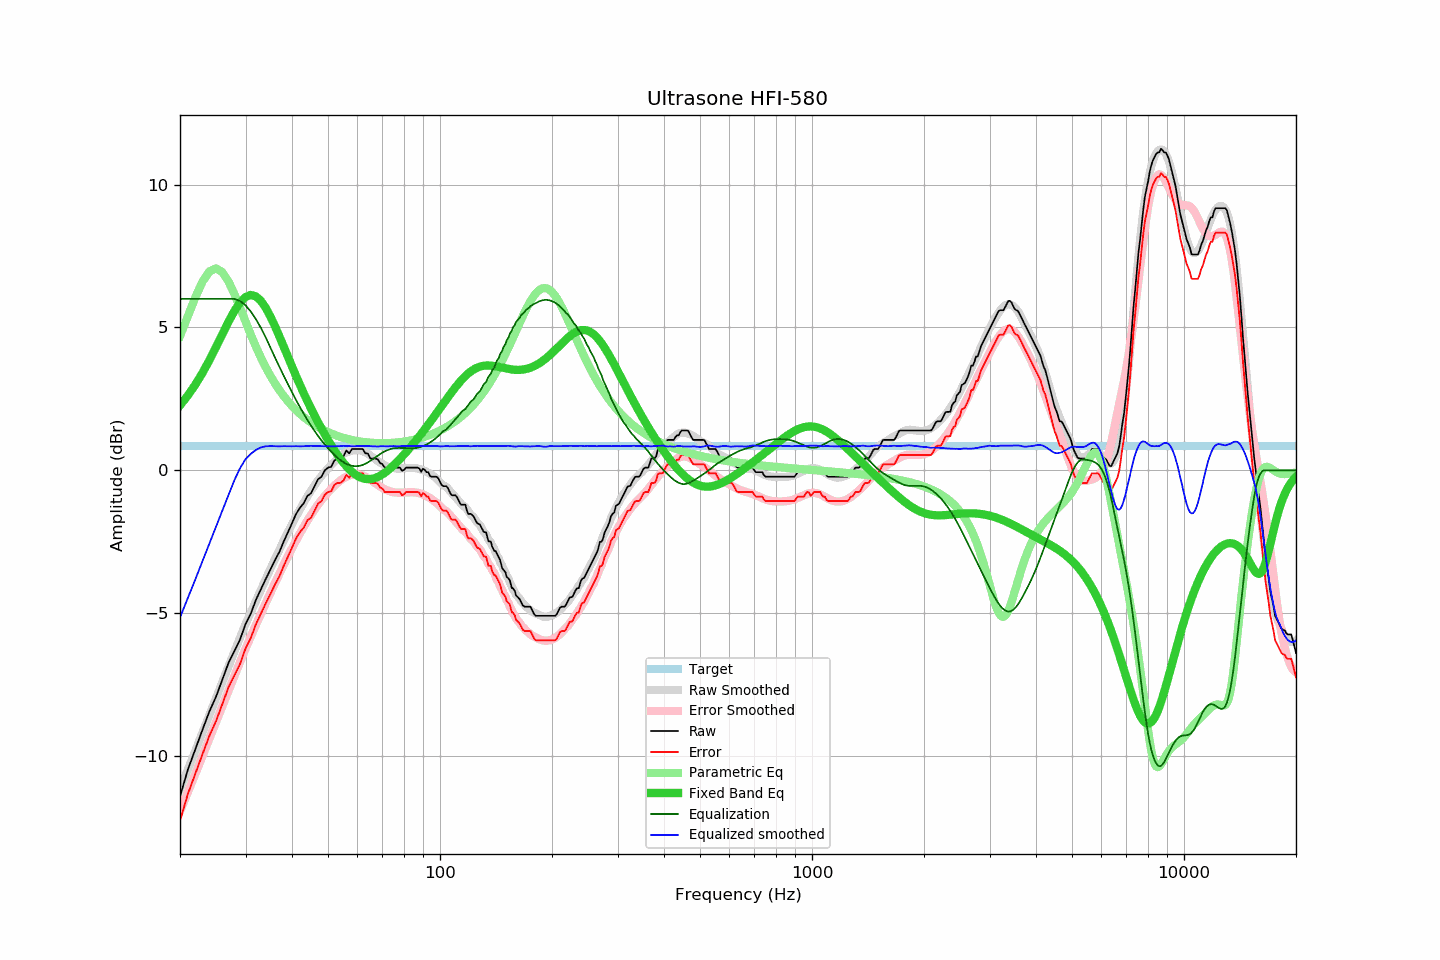 Ultrasone HFI-580
Amplitude (dBr)
10
5
0
−5
−10
Target
Raw Smoothed
Error Smoothed
Raw
Error
Parametric Eq
Fixed Band Eq
Equalization
Equalized smoothed
100 1000 10000
Frequency (Hz)